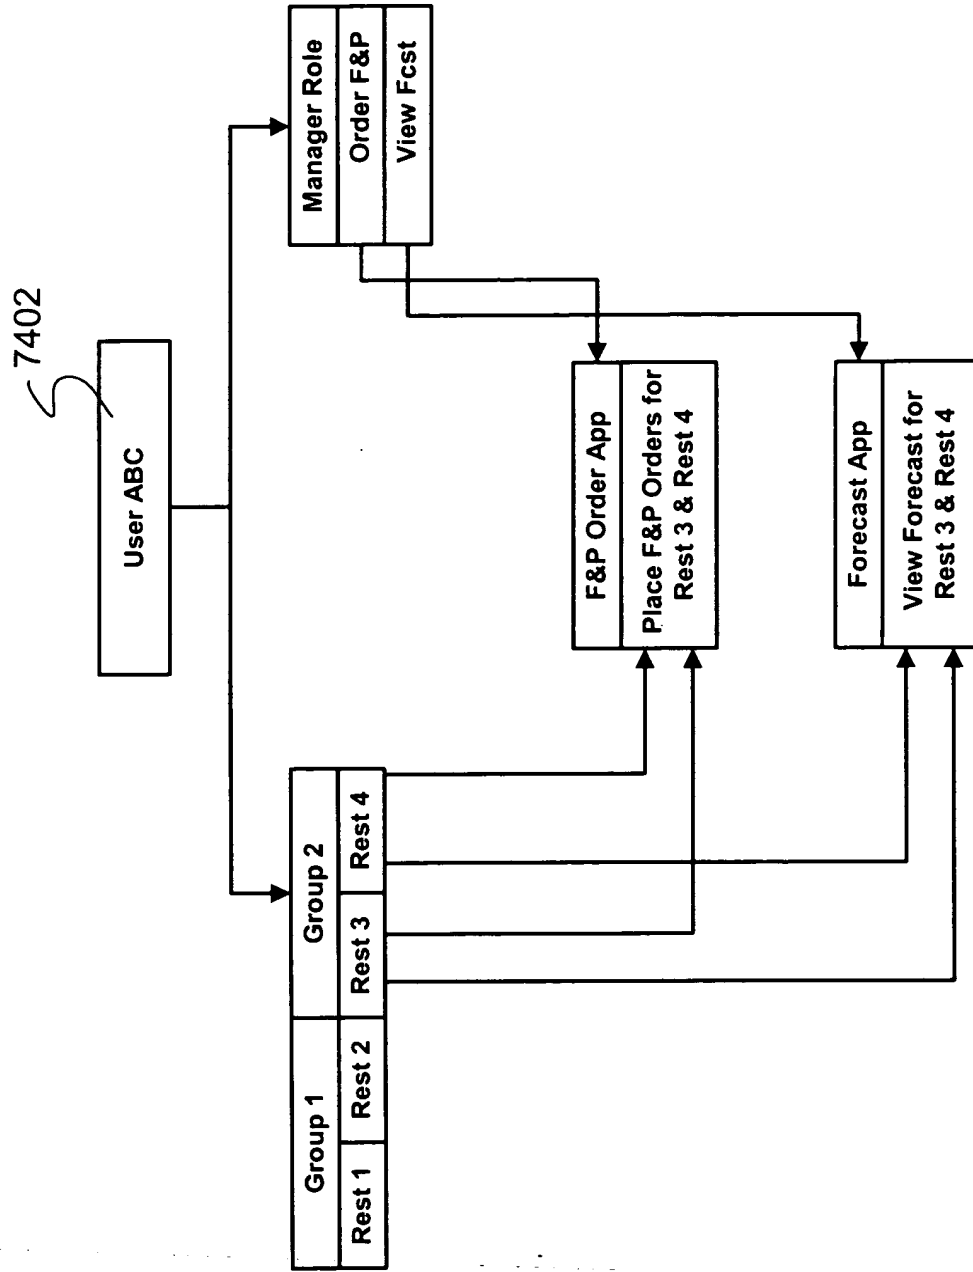 7402
User ABC
Group 1
Group 2
Rest 1
Rest 2
Rest 3
Rest 4
Manager Role
Order F&P
View Fcst
F&P Order App
Place F&P Orders for
Rest 3 & Rest 4
Forecast App
View Forecast for
Rest 3 & Rest 4